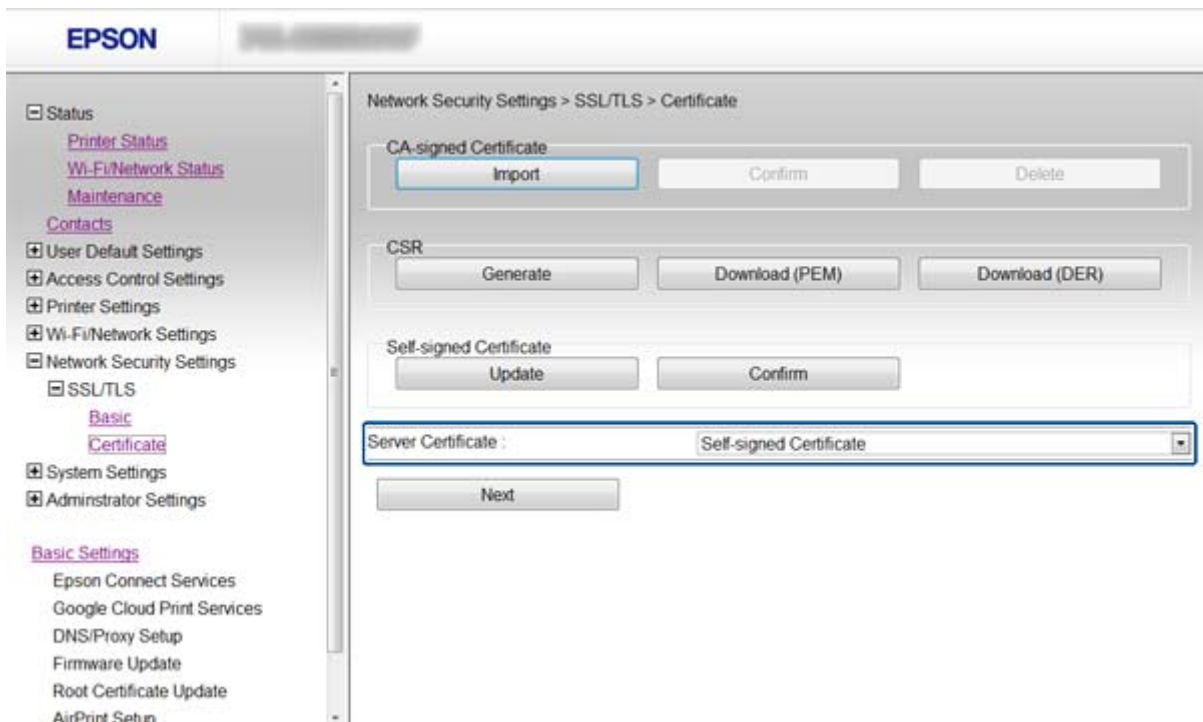 EPSON
Status
Printer Status
Wi-Fi/Network Status
Maintenance
Contacts
User Default Settings
Access Control Settings
Printer Settings
Wi-Fi/Network Settings
Network Security Settings
SSL/TLS
Basic
Certificate
System Settings
Adminstrator Settings
Basic Settings
Epson Connect Services
Google Cloud Print Services
DNS/Proxy Setup
Firmware Update
Root Certificate Update
AirPrint Setup
Network Security Settings > SSL/TLS > Certificate
CA-signed Certificate
Import Confirm Delete
CSR
Generate Download (PEM) Download (DER)
Self-signed Certificate
Update Confirm
Server Certificate : Self-signed Certificate
Next